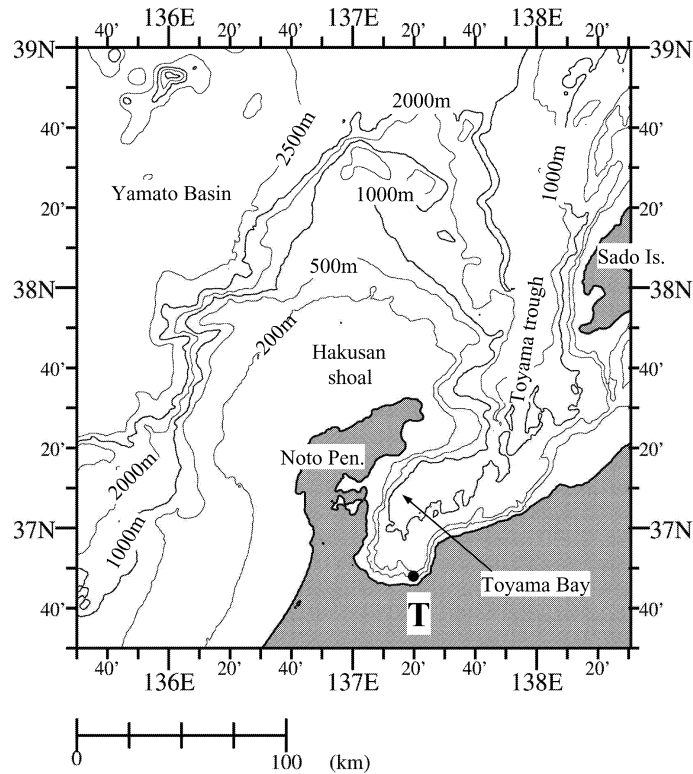 136E 137E 138E
40' 20' 40' 20' 40' 20'
39N 39N
2000m
40' 40'
2500m
1000m
Yamato Basin
1000m
20' 20'
Sado Is.
500m
38N 38N
Toyama trough
200m
Hakusan
shoal
40' 40'
Noto Pen.
20' 20'
2000m
1000m
37N 37N
Toyama Bay
40' T 40'
40' 20' 40' 20' 40' 20'
136E 137E 138E
0 100 (km)